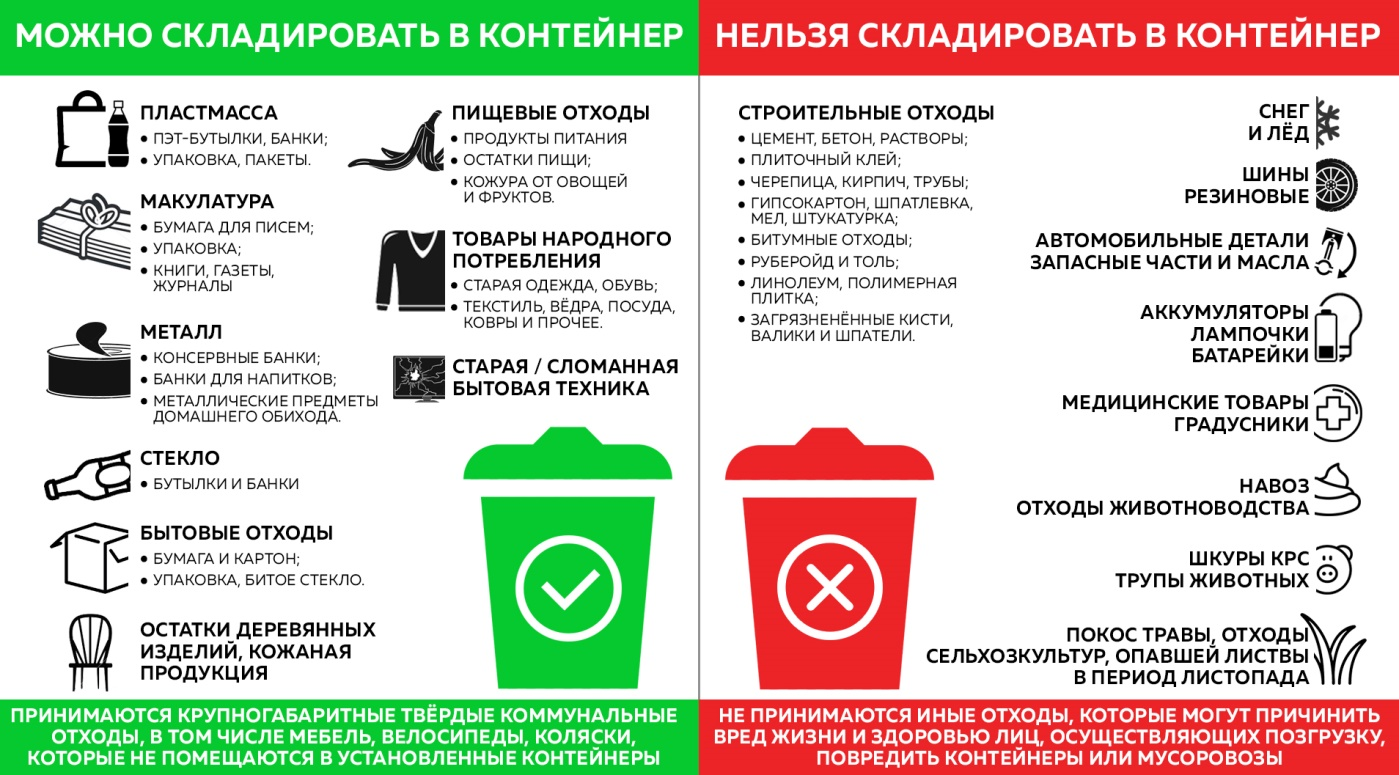 МОЖНО СКЛАДИРОВАТЬ В КОНТЕЙНЕР
ПЛАСТМАССА
• ПЭТ-БУТЫЛКИ, БАНКИ;
• УПАКОВКА, ПАКЕТЫ.
МАКУЛАТУРА
• БУМАГА ДЛЯ ПИСЕМ;
• УПАКОВКА;
• КНИГИ, ГАЗЕТЫ,
ЖУРНАЛЫ
МЕТАЛЛ
• КОНСЕРВНЫЕ БАНКИ;
• БАНКИ ДЛЯ НАПИТКОВ;
• МЕТАЛЛИЧЕСКИЕ ПРЕДМЕТЫ
ДОМАШНЕГО ОБИХОДА.
СТЕКЛО
• БУТЫЛКИ И БАНКИ
БЫТОВЫЕ ОТХОДЫ
• БУМАГА И КАРТОН;
• УПАКОВКА, БИТОЕ СТЕКЛО.
ОСТАТКИ ДЕРЕВЯННЫХ
ИЗДЕЛИЙ, КОЖАНАЯ
ПРОДУКЦИЯ
ПИЩЕВЫЕ ОТХОДЫ
• ПРОДУКТЫ ПИТАНИЯ
• ОСТАТКИ ПИЩИ;
• КОЖУРА ОТ ОВОЩЕЙ
И ФРУКТОВ.
ТОВАРЫ НАРОДНОГО
ПОТРЕБЛЕНИЯ
• СТАРАЯ ОДЕЖДА, ОБУВЬ;
• ТЕКСТИЛЬ, ВЁДРА, ПОСУДА,
КОВРЫ И ПРОЧЕЕ.
СТАРАЯ / СЛОМАННАЯ
БЫТОВАЯ ТЕХНИКА
ПРИНИМАЮТСЯ КРУПНОГАБАРИТНЫЕ ТВЁРДЫЕ КОММУНАЛЬНЫЕ
ОТХОДЫ, В ТОМ ЧИСЛЕ МЕБЕЛЬ, ВЕЛОСИПЕДЫ, КОЛЯСКИ,
КОТОРЫЕ НЕ ПОМЕЩАЮТСЯ В УСТАНОВЛЕННЫЕ КОНТЕЙНЕРЫ
НЕЛЬЗЯ СКЛАДИРОВАТЬ В КОНТЕЙНЕР
СТРОИТЕЛЬНЫЕ ОТХОДЫ
• ЦЕМЕНТ, БЕТОН, РАСТВОРЫ;
• ПЛИТОЧНЫЙ КЛЕЙ;
• ЧЕРЕПИЦА, КИРПИЧ, ТРУБЫ;
• ГИПСОКАРТОН, ШПАТЛЕВКА,
МЕЛ, ШТУКАТУРКА;
• БИТУМНЫЕ ОТХОДЫ;
• РУБЕРОЙД И ТОЛЬ;
• ЛИНОЛЕУМ, ПОЛИМЕРНАЯ
ПЛИТКА;
• ЗАГРЯЗНЕНЁННЫЕ КИСТИ,
ВАЛИКИ И ШПАТЕЛИ.
СНЕГ
И ЛЁД
ШИНЫ
РЕЗИНОВЫЕ
АВТОМОБИЛЬНЫЕ ДЕТАЛИ
ЗАПАСНЫЕ ЧАСТИ И МАСЛА
АККУМУЛЯТОРЫ
ЛАМПОЧКИ
БАТАРЕЙКИ
МЕДИЦИНСКИЕ ТОВАРЫ
ГРАДУСНИКИ
НАВОЗ
ОТХОДЫ ЖИВОТНОВОДСТВА
ШКУРЫ КРС
ТРУПЫ ЖИВОТНЫХ
ПОКОС ТРАВЫ, ОТХОДЫ
СЕЛЬХОЗКУЛЬТУР, ОПАВШЕЙ ЛИСТВЫ
В ПЕРИОД ЛИСТОПАДА
НЕ ПРИНИМАЮТСЯ ИНЫЕ ОТХОДЫ, КОТОРЫЕ МОГУТ ПРИЧИНИТЬ
ВРЕД ЖИЗНИ И ЗДОРОВЬЮ ЛИЦ, ОСУЩЕСТВЛЯЮЩИХ ПОЗГРУЗКУ,
ПОВРЕДИТЬ КОНТЕЙНЕРЫ ИЛИ МУСОРОВОЗЫ